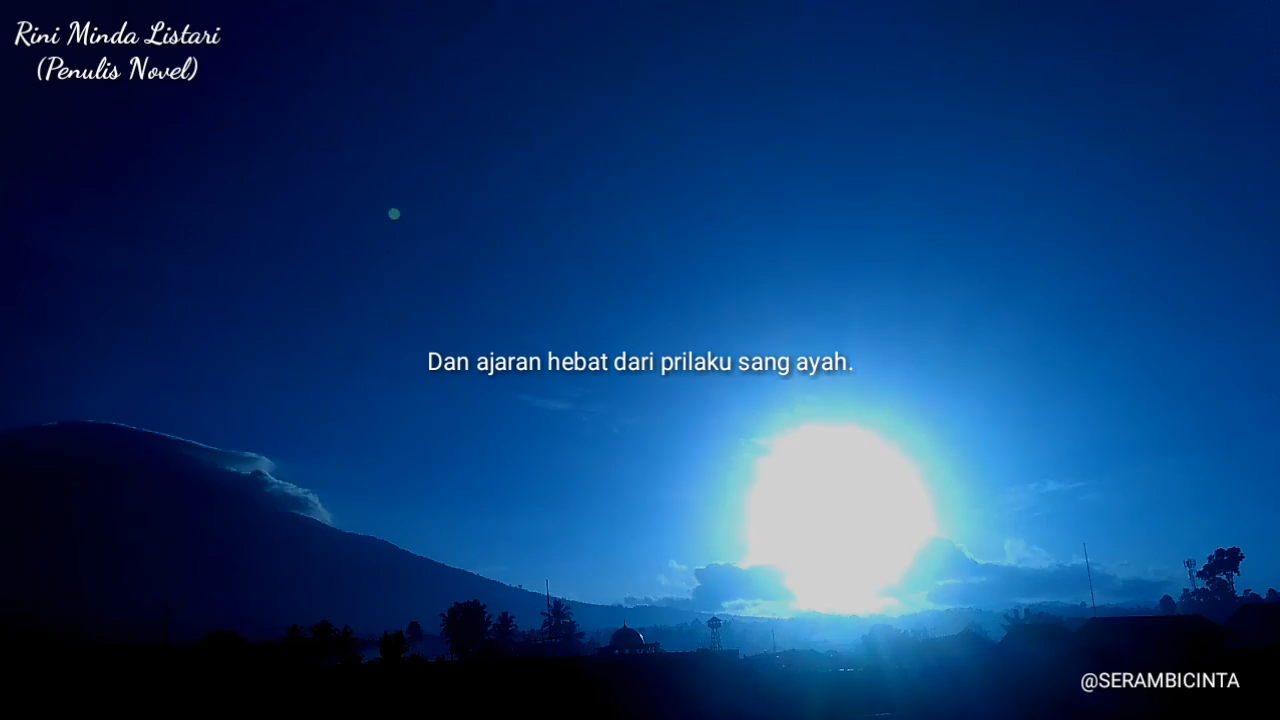 Rini Minda Listari
(Penulis Novel)
Dan ajaran hebat dari prilaku sang ayah.
@SERAMBICINTA